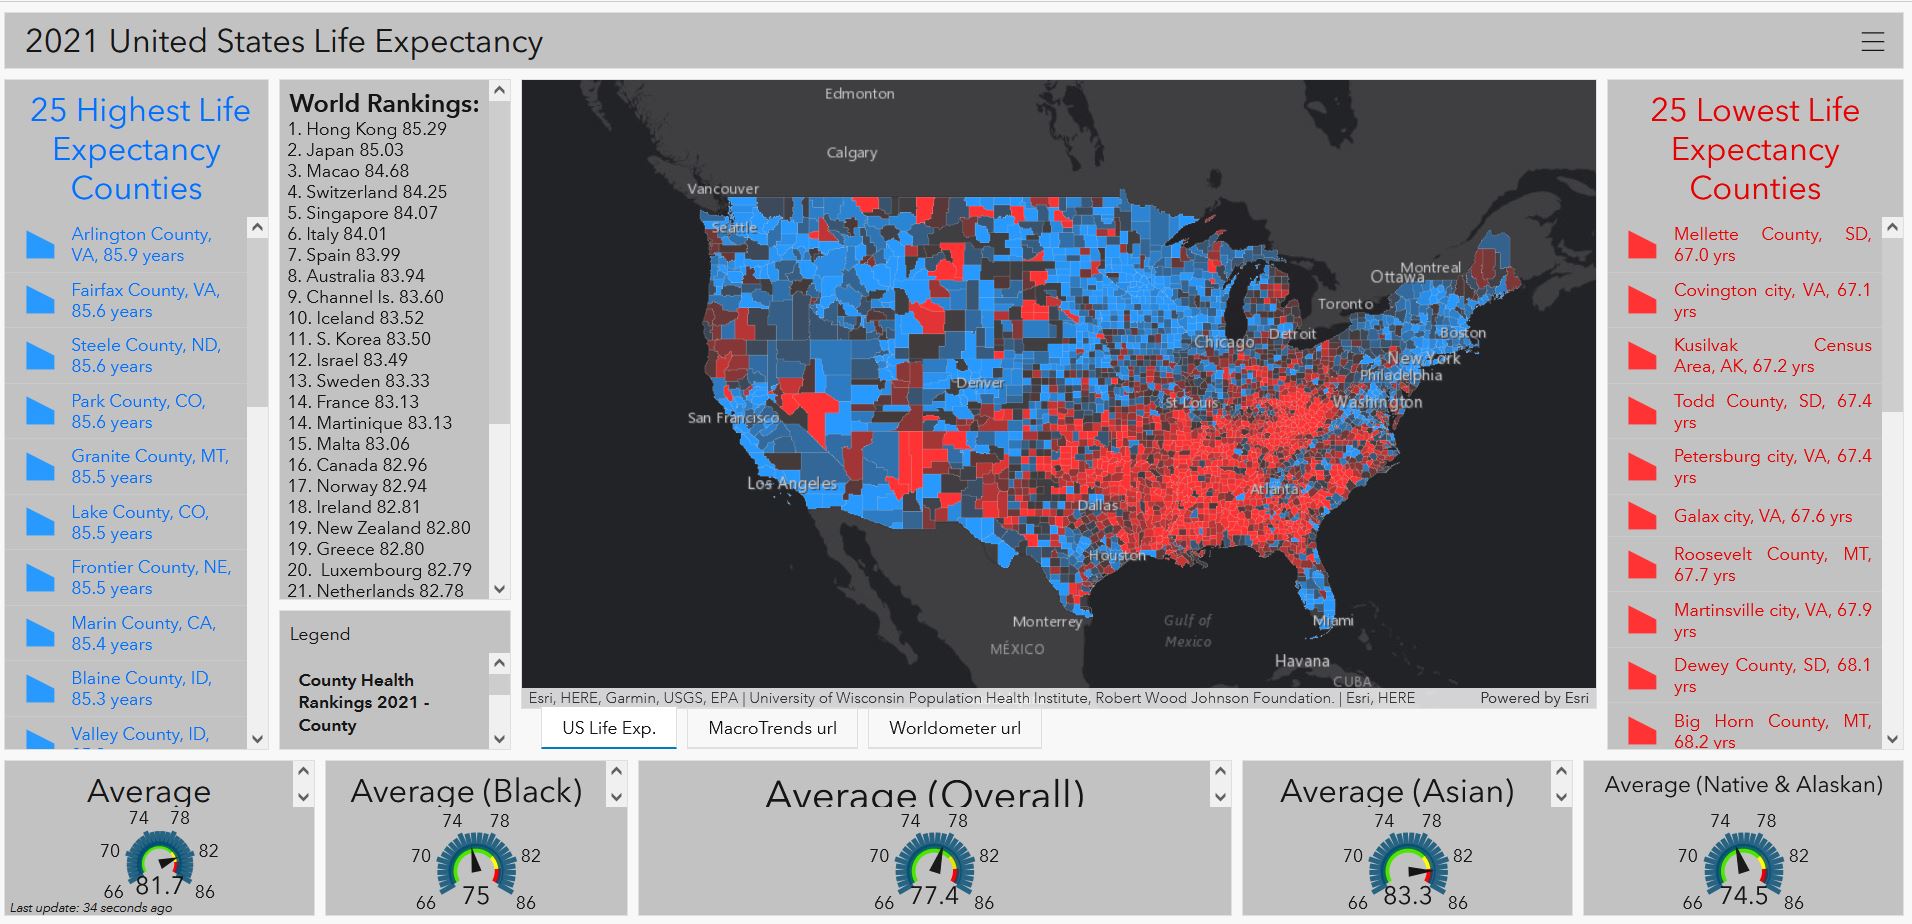 2021 United States Life Expectancy
25 Highest Life
Expectancy
Counties
Arlington County,
VA, 85.9 years
Fairfax County, VA,
85.6 years
Steele County, ND,
85.6 years
Park County, CO,
85.6 years
Granite County, MT,
85.5 years
Lake County, CO,
85.5 years
Frontier County, NE,
85.5 years
Marin County, CA,
85.4 years
Blaine County, ID,
85.3 years
Valley County, ID,
World Rankings:
1. Hong Kong 85.29
2. Japan 85.03
3. Macao 84.68
4. Switzerland 84.25
5. Singapore 84.07
6. Italy 84.01
7. Spain 83.99
8. Australia 83.94
9. Channel Is. 83.60
10. Iceland 83.52
11. S. Korea 83.50
12. Israel 83.49
13. Sweden 83.33
14. France 83.13
14. Martinique 83.13
15. Malta 83.06
16. Canada 82.96
17. Norway 82.94
18. Ireland 82.81
19. New Zealand 82.80
19. Greece 82.80
20. Luxembourg 82.79
21. Netherlands 82.78
Legend
County Health
Rankings 2021 -
County
Edmonton
Calgary
Vancouver
Seattle
Montreal
Ottawa
Toronto
Boston
Detroit
Chicago
New York
Philadelphia
Denver
St Louis
Washington
San Francisco
Los Angeles
Atlanta
Dallas
Houston
Monterrey
Gulf of
Mexico
Miami
MÉXICO
Havana
CUBA
Esri, HERE, Garmin, USGS, EPA | University of Wisconsin Population Health Institute, Robert Wood Johnson Foundation. | Esri, HERE
Powered by Esri
US Life Exp.
MacroTrends url
Worldometer url
25 Lowest Life
Expectancy
Counties
Mellette County, SD,
67.0 yrs
Covington city, VA, 67.1
yrs
Kusilvak Census
Area, AK, 67.2 yrs
Todd County, SD, 67.4
yrs
Petersburg city, VA, 67.4
yrs
Galax city, VA, 67.6 yrs
Roosevelt County, MT,
67.7 yrs
Martinsville city, VA, 67.9
yrs
Dewey County, SD, 68.1
yrs
Big Horn County, MT,
68.2 yrs
Average
74 78
70 82
66 81.7 86
Last update: 34 seconds ago
Average (Black)
74 78
70 82
66 75 86
Average (Overall)
74 78
70 82
66 77.4 86
Average (Asian)
74 78
70 82
66 83.3 86
Average (Native & Alaskan)
74 78
70 82
66 74.5 86